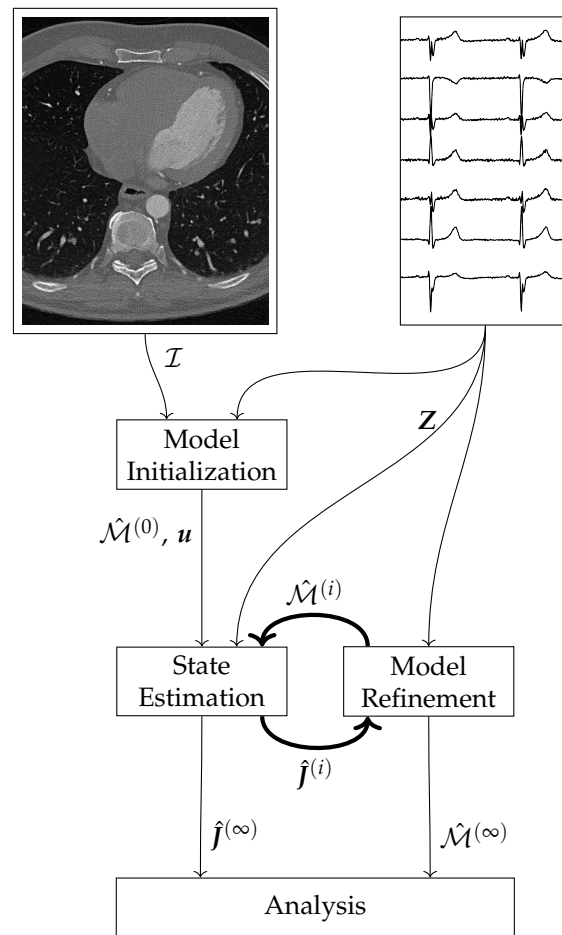 ℐ
Z
Model
Initialization
ℳ̂⁽⁰⁾, u
ℳ̂⁽ⁱ⁾
State
Estimation
Model
Refinement
Ĵ⁽ⁱ⁾
Ĵ⁽∞⁾
ℳ̂⁽∞⁾
Analysis